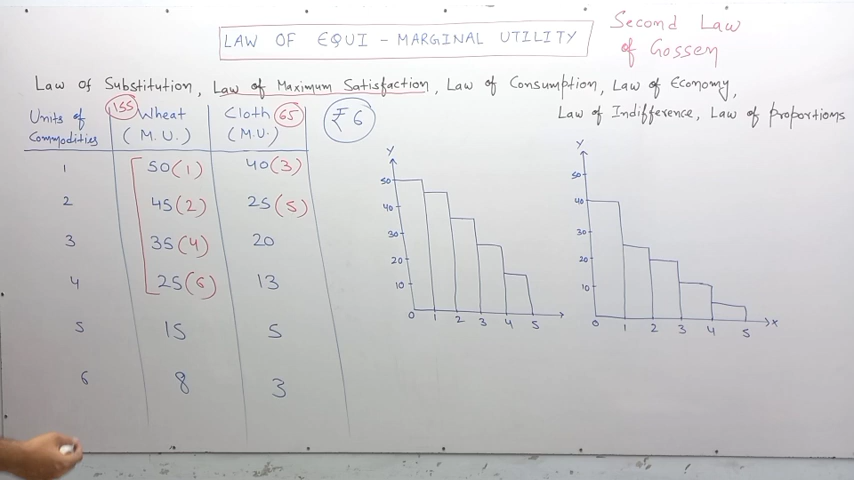 LAW OF EQUI - MARGINAL UTILITY
Second Law
of Gossen
Law of Substitution, Law of Maximum Satisfaction, Law of Consumption, Law of Economy,
Law of Indifference, Law of proportions
Units of Commodities 155 Wheat (M.U.) Cloth 65 (M.U.) ₹6
1 50(1) 40(3)
2 45(2) 25(5)
3 35(4) 20
4 25(6) 13
5 15 5
6 8 3
Y
50
40
30
20
10
0 1 2 3 4 5
Y
50
40
30
20
10
0 1 2 3 4 5 X